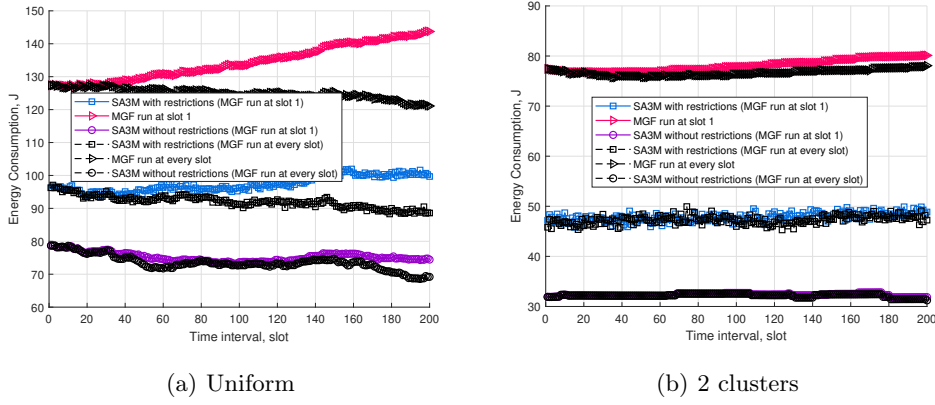 150
140
130
120
110
100
90
80
70
60
Energy Consumption, J
SA3M with restrictions (MGF run at slot 1)
MGF run at slot 1
SA3M without restrictions (MGF run at slot 1)
SA3M with restrictions (MGF run at every slot)
MGF run at every slot
SA3M without restrictions (MGF run at every slot)
0 20 40 60 80 100 120 140 160 180 200
Time interval, slot
(a) Uniform
90
80
70
60
50
40
30
Energy Consumption, J
SA3M with restrictions (MGF run at slot 1)
MGF run at slot 1
SA3M without restrictions (MGF run at slot 1)
SA3M with restrictions (MGF run at every slot)
MGF run at every slot
SA3M without restrictions (MGF run at every slot)
0 20 40 60 80 100 120 140 160 180 200
Time interval, slot
(b) 2 clusters